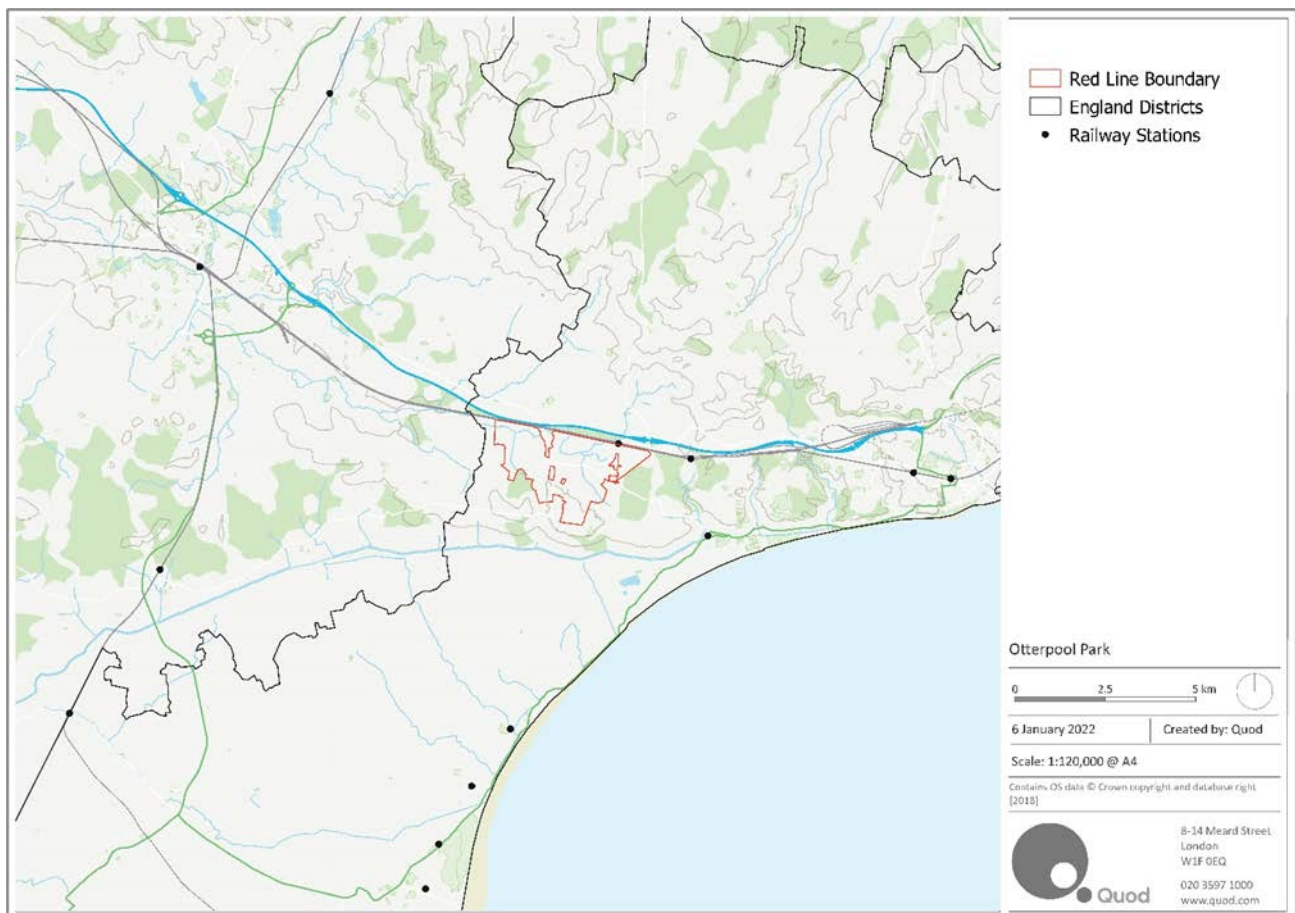 Red Line Boundary
England Districts
Railway Stations
Otterpool Park
0 2.5 5 km
6 January 2022 Created by: Quod
Scale: 1:120,000 @ A4
Contains OS data © Crown copyright and database right
[2018]
8-14 Meard Street
London
W1F 0EQ
Quod
020 3597 1000
www.quod.com